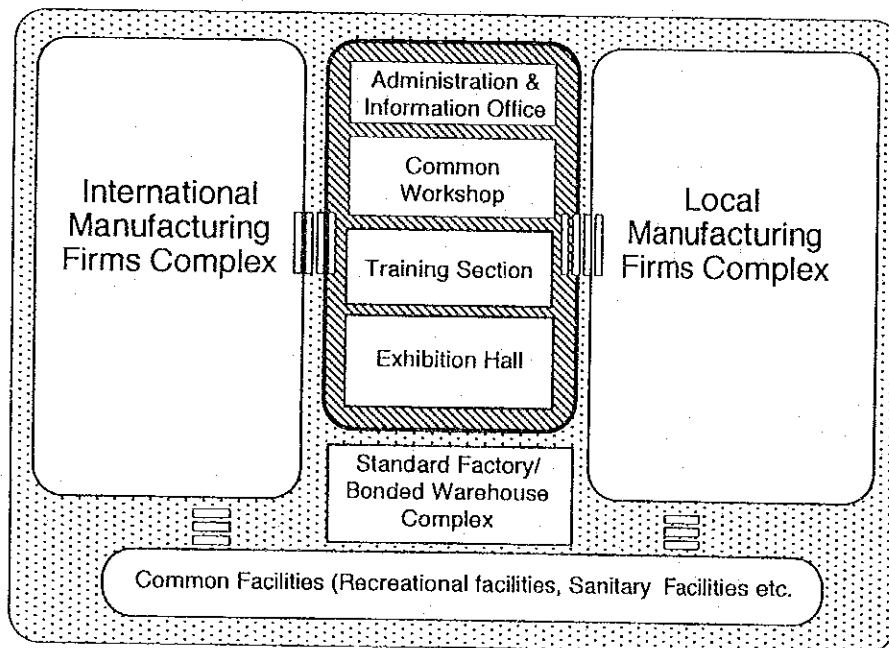 Administration &
Information Office
Common
Workshop
Training Section
Exhibition Hall
International
Manufacturing
Firms Complex
Local
Manufacturing
Firms Complex
Standard Factory/
Bonded Warehouse
Complex
Common Facilities (Recreational facilities, Sanitary Facilities etc.